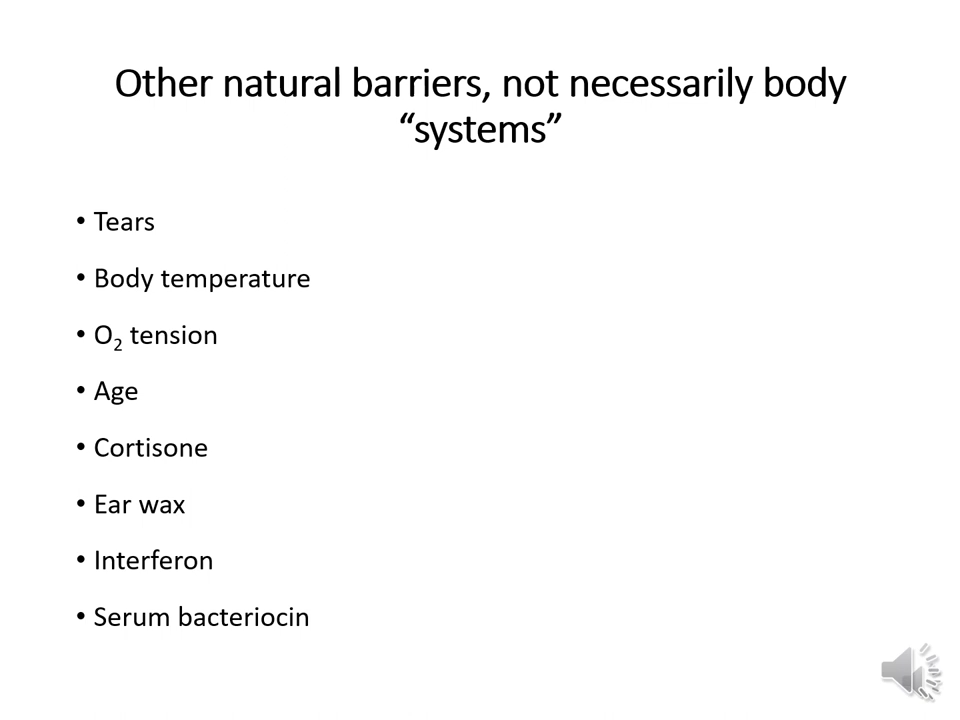 Other natural barriers, not necessarily body
“systems”
• Tears
• Body temperature
• O₂ tension
• Age
• Cortisone
• Ear wax
• Interferon
• Serum bacteriocin